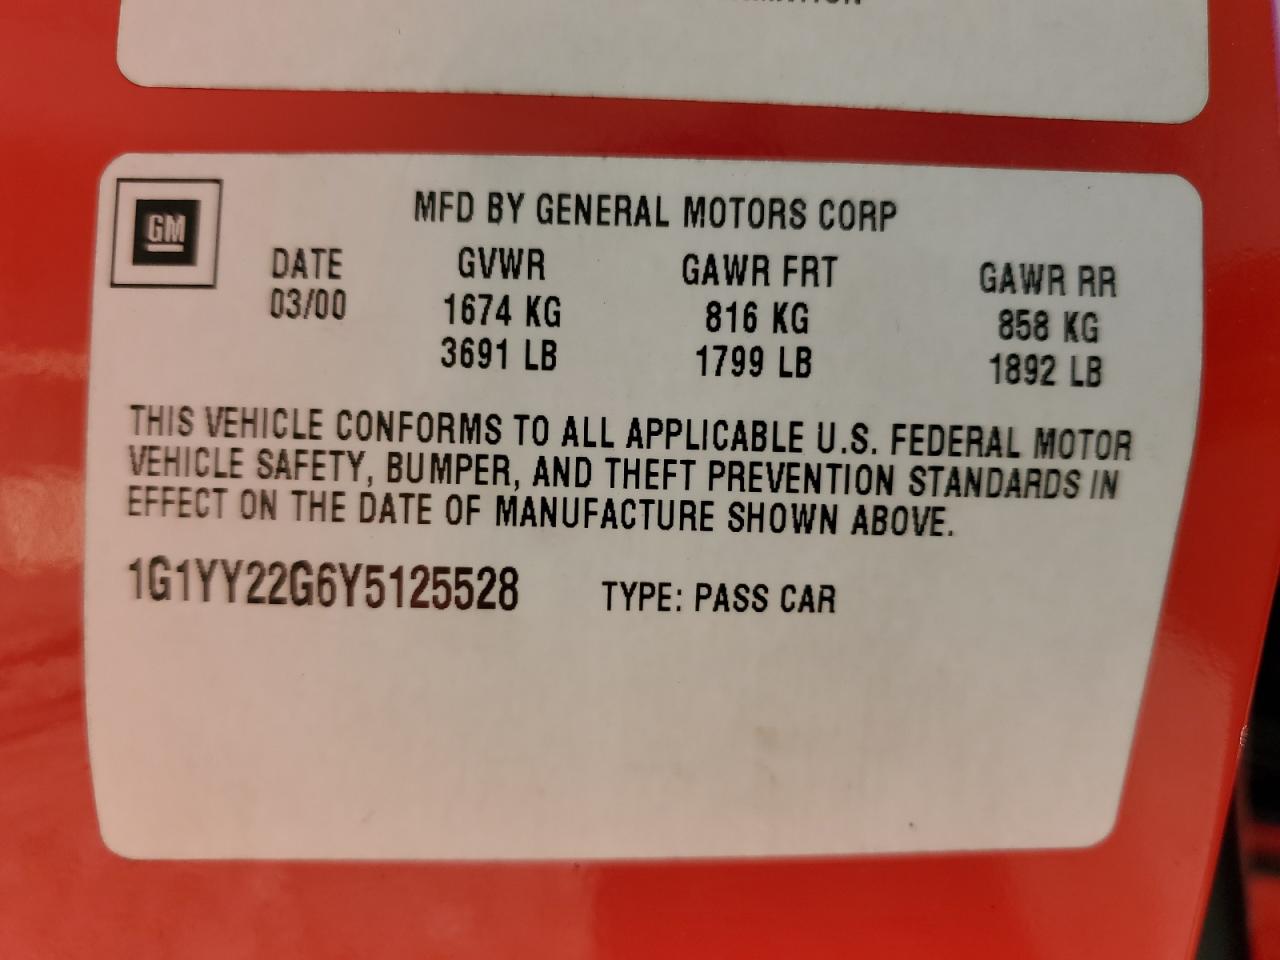 GM
MFD BY GENERAL MOTORS CORP
DATE GVWR GAWR FRT GAWR RR
03/00 1674 KG 816 KG 858 KG
3691 LB 1799 LB 1892 LB
THIS VEHICLE CONFORMS TO ALL APPLICABLE U.S. FEDERAL MOTOR
VEHICLE SAFETY, BUMPER, AND THEFT PREVENTION STANDARDS IN
EFFECT ON THE DATE OF MANUFACTURE SHOWN ABOVE.
1G1YY22G6Y5125528 TYPE: PASS CAR